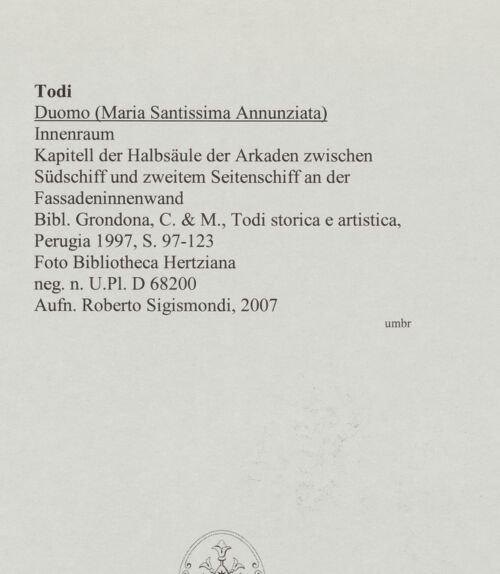 Todi
Duomo (Maria Santissima Annunziata)
Innenraum
Kapitell der Halbsäule der Arkaden zwischen
Südschiff und zweitem Seitenschiff an der
Fassadeninnenwand
Bibl. Grondona, C. & M., Todi storica e artistica,
Perugia 1997, S. 97-123
Foto Bibliotheca Hertziana
neg. n. U.Pl. D 68200
Aufn. Roberto Sigismondi, 2007
umbr